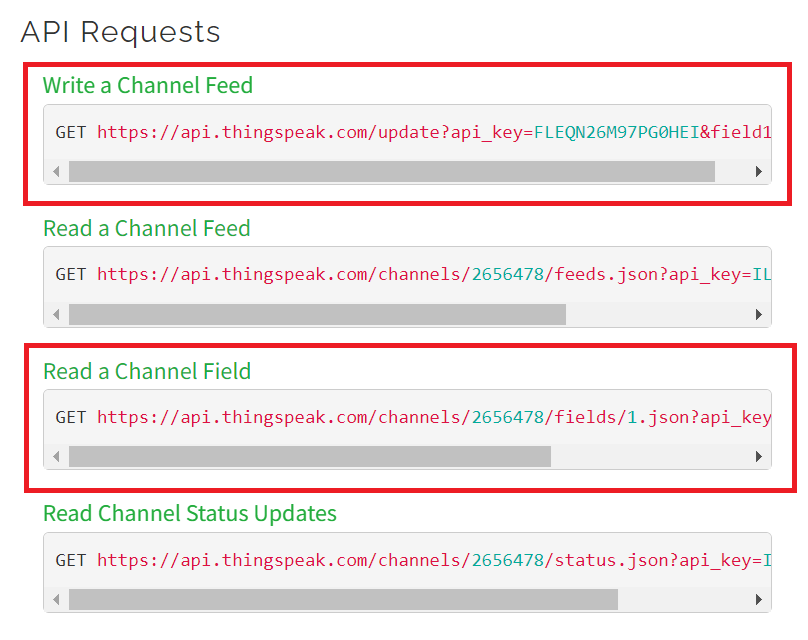 API Requests
Write a Channel Feed
GET https://api.thingspeak.com/update?api_key=FLEQN26M97PG0HEI&field1
Read a Channel Feed
GET https://api.thingspeak.com/channels/2656478/feeds.json?api_key=IL
Read a Channel Field
GET https://api.thingspeak.com/channels/2656478/fields/1.json?api_key
Read Channel Status Updates
GET https://api.thingspeak.com/channels/2656478/status.json?api_key=I